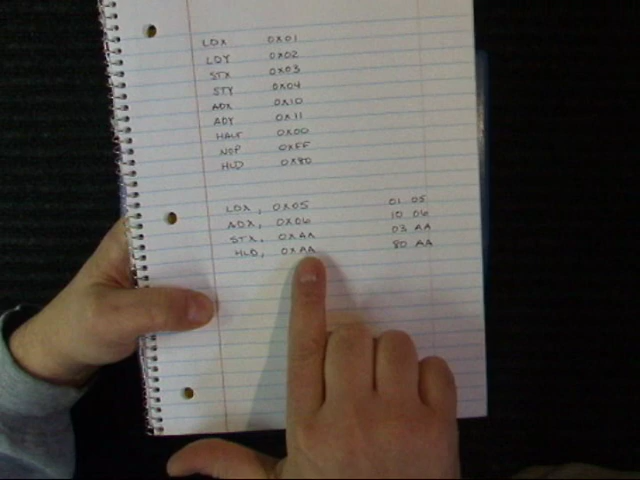 LDX 0X01
LDY 0X02
STX 0X03
STY 0X04
ADX 0X10
ADY 0X11
HALT 0X00
NOP 0XFF
HLD 0X80
LDX, 0X05 01 05
ADX, 0X06 10 06
STX, 0XAA 03 AA
HLD, 0XAA 80 AA